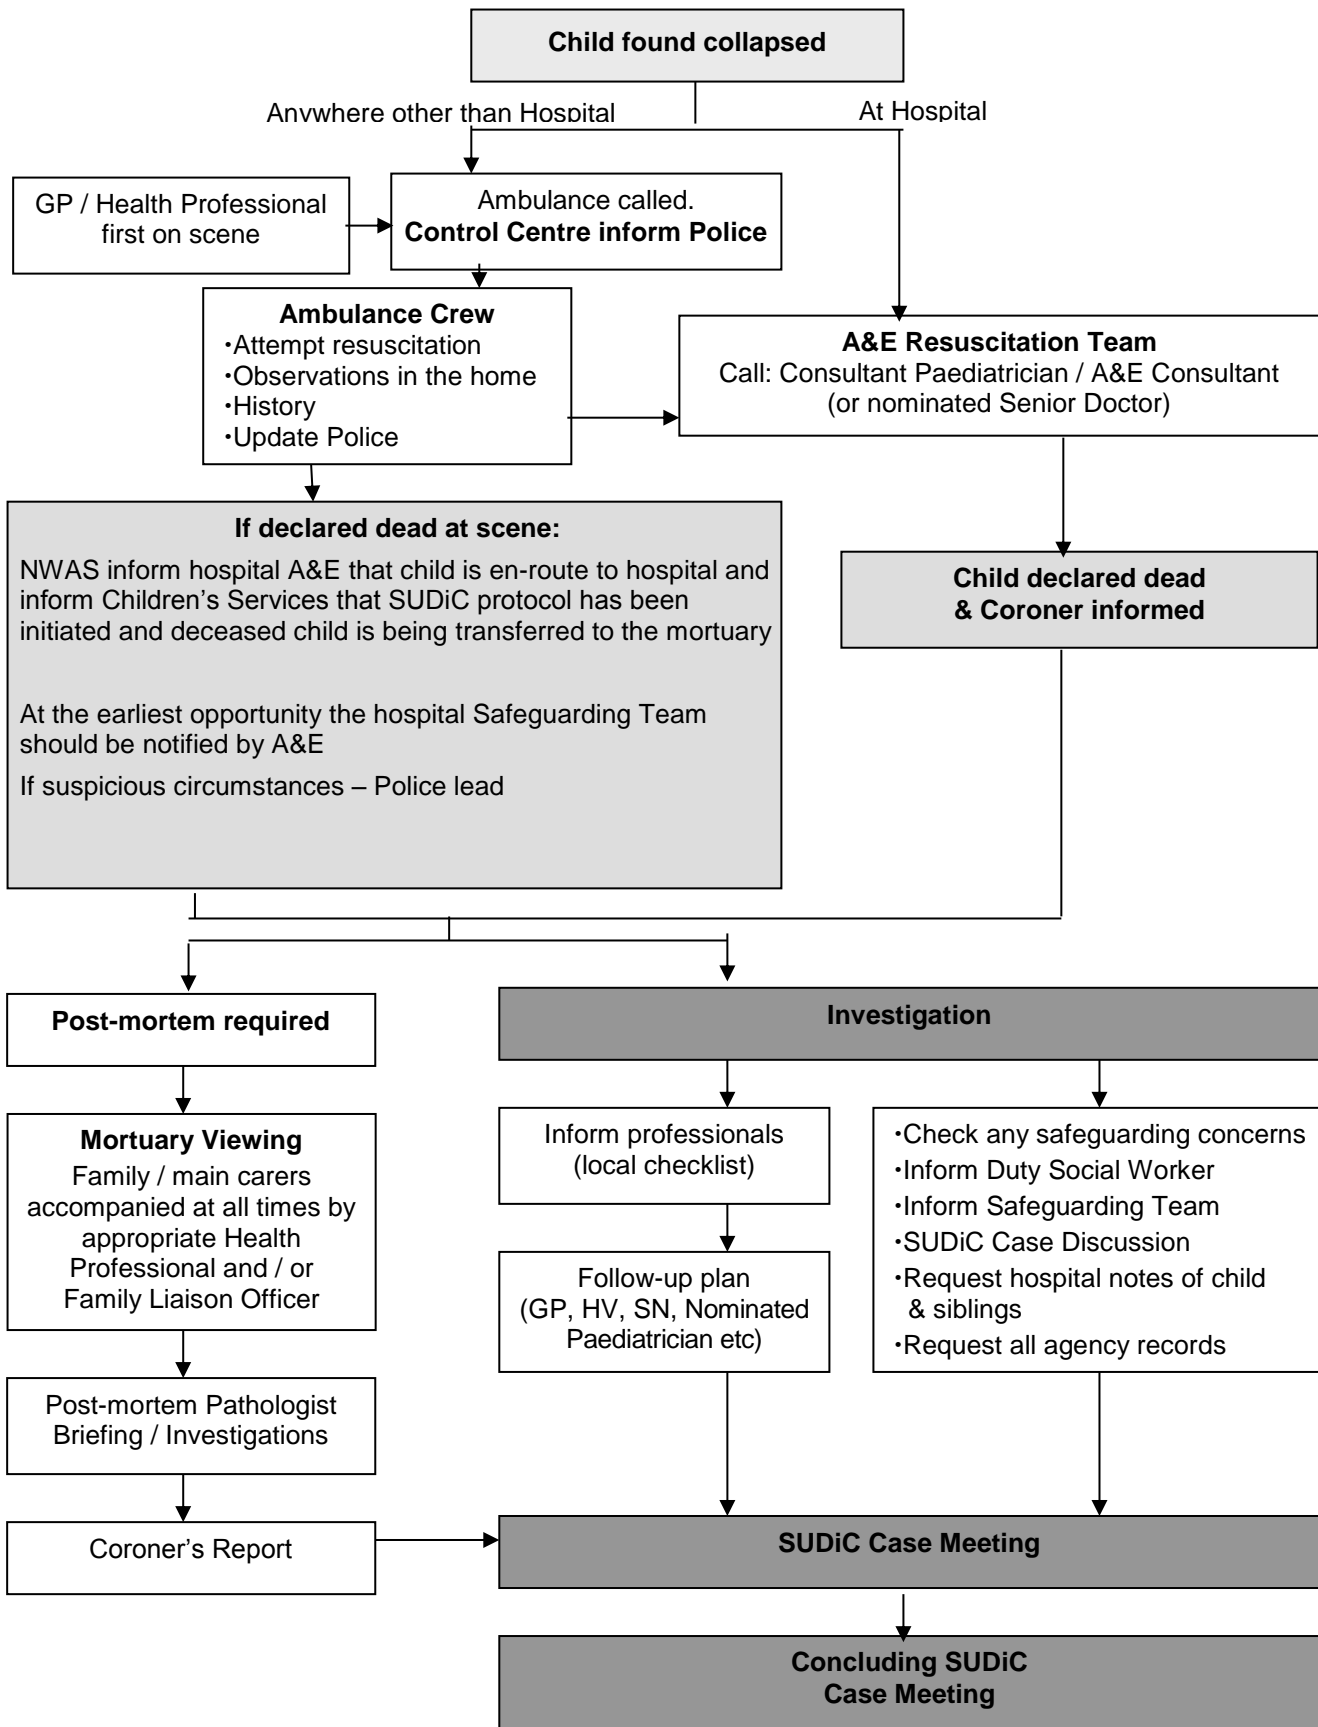 Child found collapsed
Anywhere other than Hospital
At Hospital
GP / Health Professional
first on scene
Ambulance called.
Control Centre inform Police
Ambulance Crew
·Attempt resuscitation
·Observations in the home
·History
·Update Police
A&E Resuscitation Team
Call: Consultant Paediatrician / A&E Consultant
(or nominated Senior Doctor)
If declared dead at scene:
NWAS inform hospital A&E that child is en-route to hospital and
inform Children’s Services that SUDiC protocol has been
initiated and deceased child is being transferred to the mortuary
At the earliest opportunity the hospital Safeguarding Team
should be notified by A&E
If suspicious circumstances – Police lead
Child declared dead
& Coroner informed
Post-mortem required
Investigation
Mortuary Viewing
Family / main carers
accompanied at all times by
appropriate Health
Professional and / or
Family Liaison Officer
Inform professionals
(local checklist)
Follow-up plan
(GP, HV, SN, Nominated
Paediatrician etc)
·Check any safeguarding concerns
·Inform Duty Social Worker
·Inform Safeguarding Team
·SUDiC Case Discussion
·Request hospital notes of child
& siblings
·Request all agency records
Post-mortem Pathologist
Briefing / Investigations
Coroner’s Report
SUDiC Case Meeting
Concluding SUDiC
Case Meeting